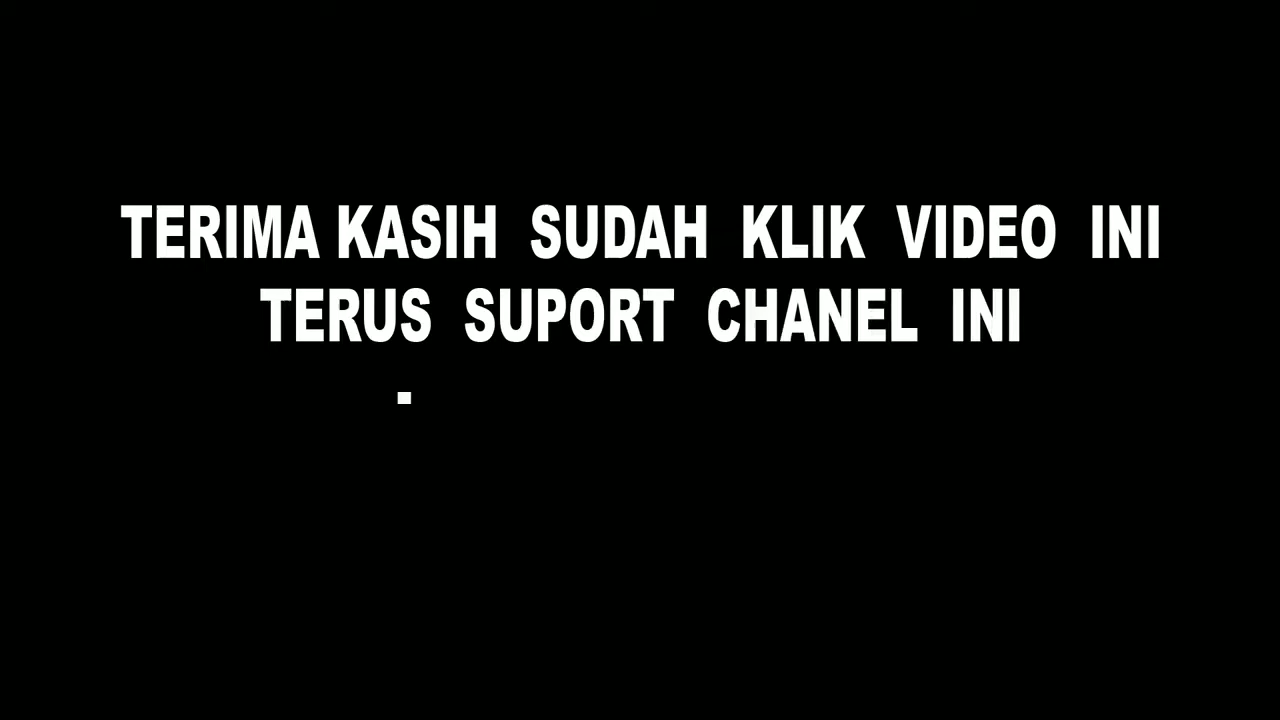 TERIMA KASIH SUDAH KLIK VIDEO INI
TERUS SUPORT CHANEL INI
.